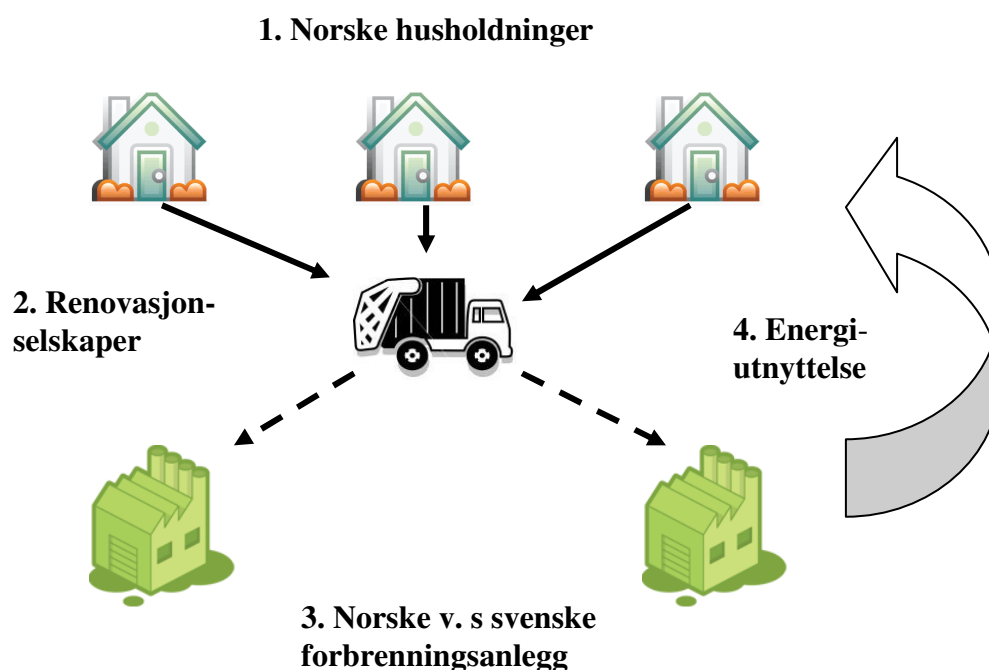 1. Norske husholdninger
2. Renovasjon-
selskaper
4. Energi-
utnyttelse
3. Norske v. s svenske
forbrenningsanlegg